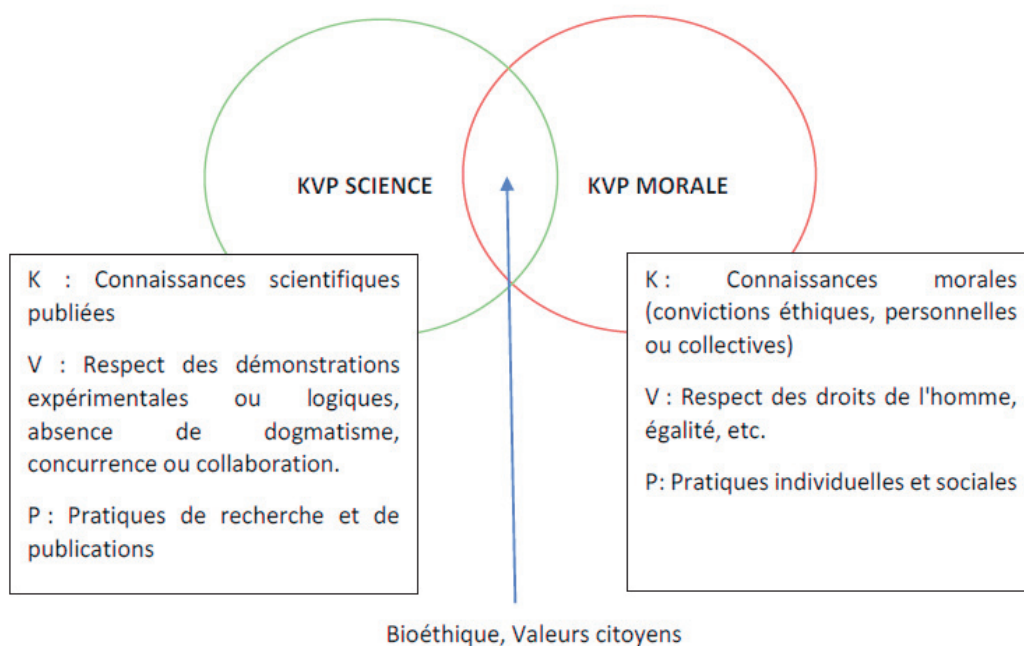 KVP SCIENCE
KVP MORALE
K : Connaissances scientifiques
publiées
V : Respect des démonstrations
expérimentales ou logiques,
absence de dogmatisme,
concurrence ou collaboration.
P : Pratiques de recherche et de
publications
K : Connaissances morales
(convictions éthiques, personnelles
ou collectives)
V : Respect des droits de l'homme,
égalité, etc.
P: Pratiques individuelles et sociales
Bioéthique, Valeurs citoyens